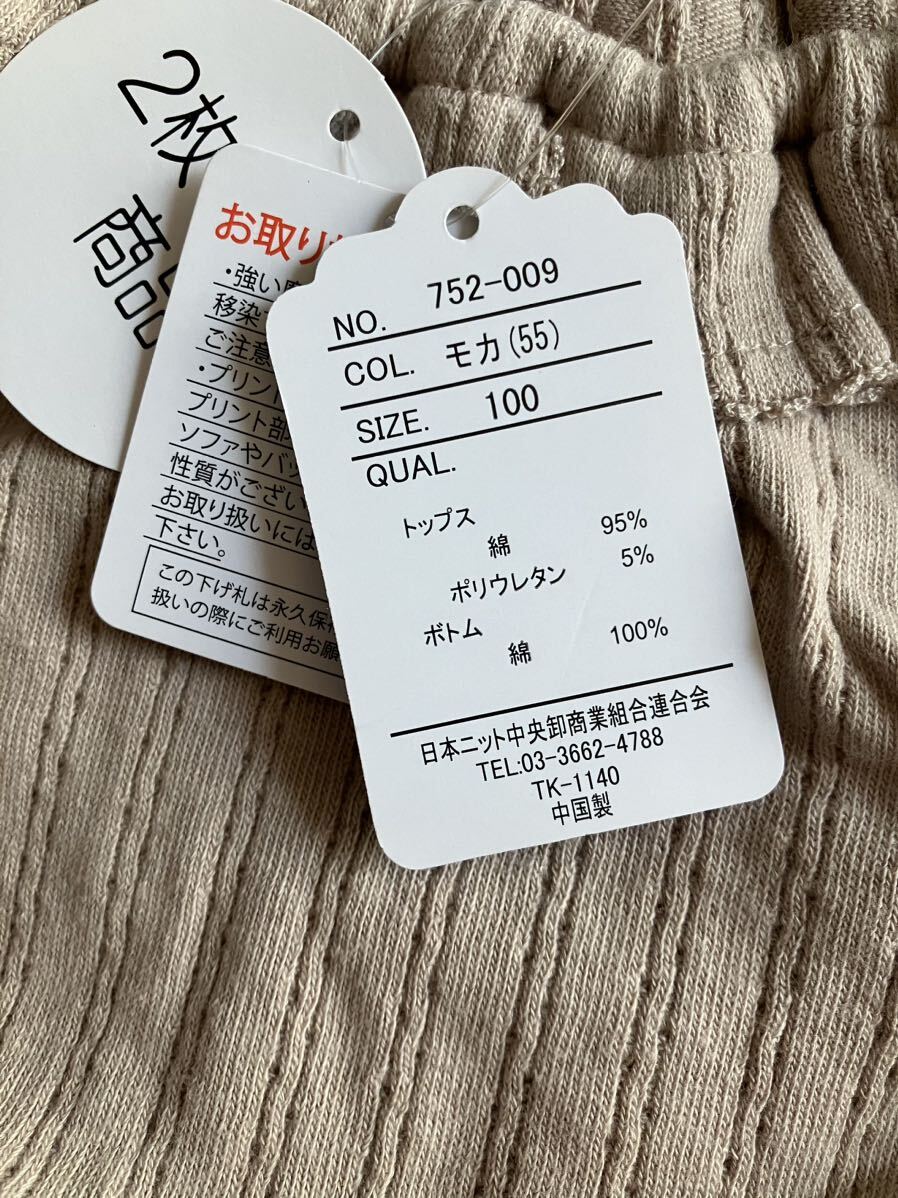 2枚
商品
お取り
・強い
移染
ご注意
・プリント
プリント部
ソファやバッ
性質がござい
お取り扱いには
下さい。
この下げ札は永久保
扱いの際にご利用お願
NO. 752-009
COL. モカ(55)
SIZE. 100
QUAL.
トップス
綿 95%
ポリウレタン 5%
ボトム
綿 100%
日本ニット中央卸商業組合連合会
TEL:03-3662-4788
TK-1140
中国製